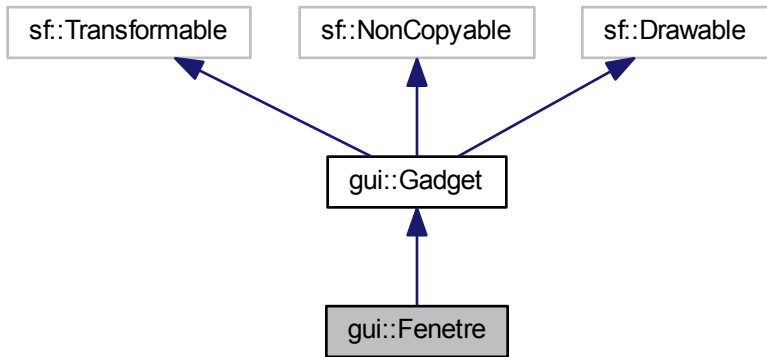 sf::Transformable
sf::NonCopyable
sf::Drawable
gui::Gadget
gui::Fenetre